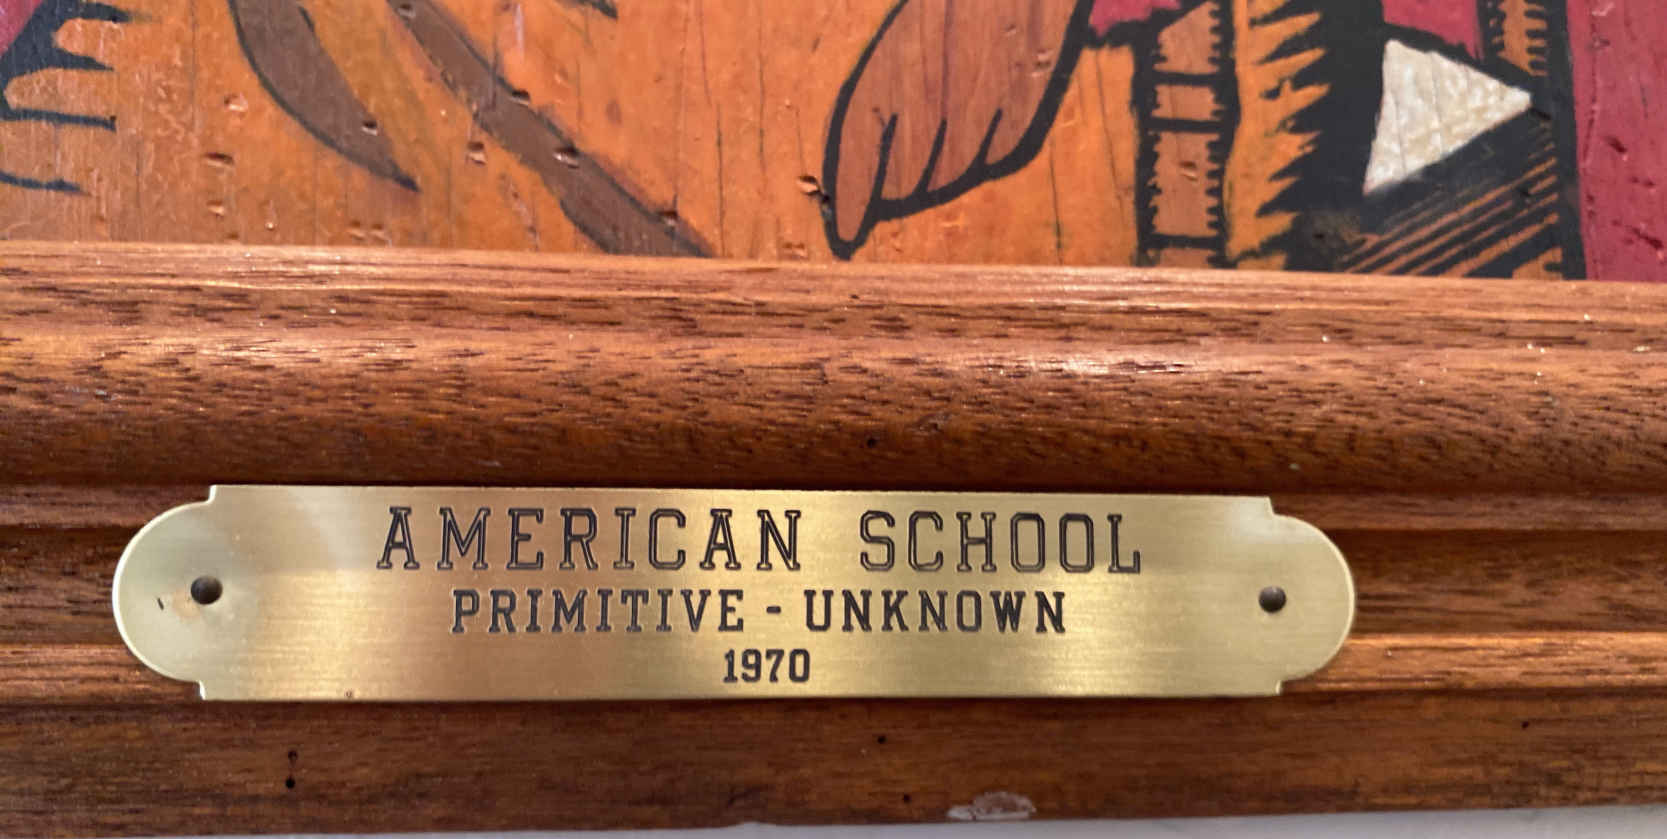 AMERICAN SCHOOL
PRIMITIVE - UNKNOWN
1970